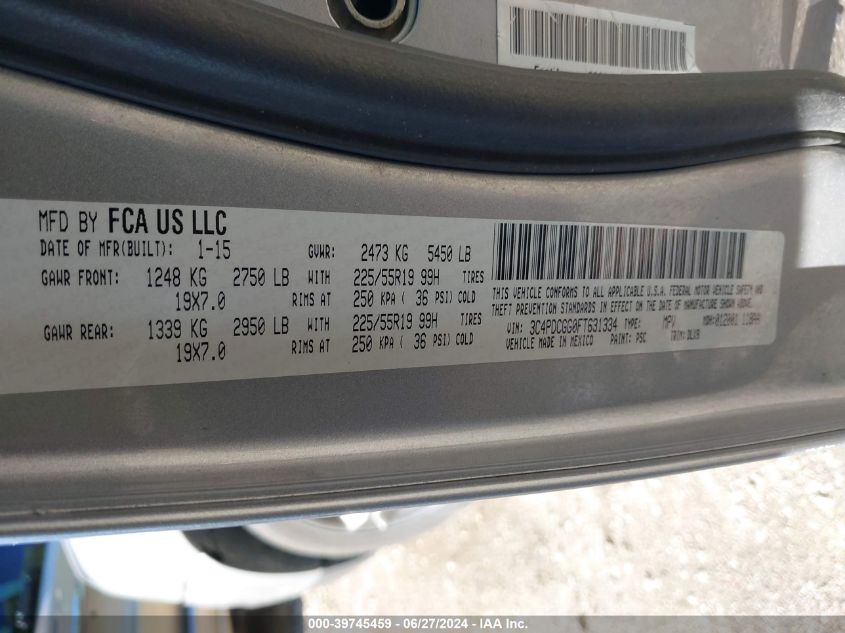 MFD BY FCA US LLC
DATE OF MFR(BUILT): 1-15 GVWR: 2473 KG 5450 LB
GAWR FRONT: 1248 KG 2750 LB WITH 225/55R19 99H TIRES
19X7.0 RIMS AT 250 KPA ( 36 PSI) COLD
GAWR REAR: 1339 KG 2950 LB WITH 225/55R19 99H TIRES
19X7.0 RIMS AT 250 KPA ( 36 PSI) COLD
THIS VEHICLE CONFORMS TO ALL APPLICABLE U.S.A. FEDERAL MOTOR VEHICLE SAFETY AND
THEFT PREVENTION STANDARDS IN EFFECT ON THE DATE OF MANUFACTURE SHOWN ABOVE.
VIN: 3C4PDCGG0FT631334 TYPE: MPV MDH: 012801
VEHICLE MADE IN MEXICO PAINT: PSC TRIM:
000-39745459 - 06/27/2024 - IAA Inc.